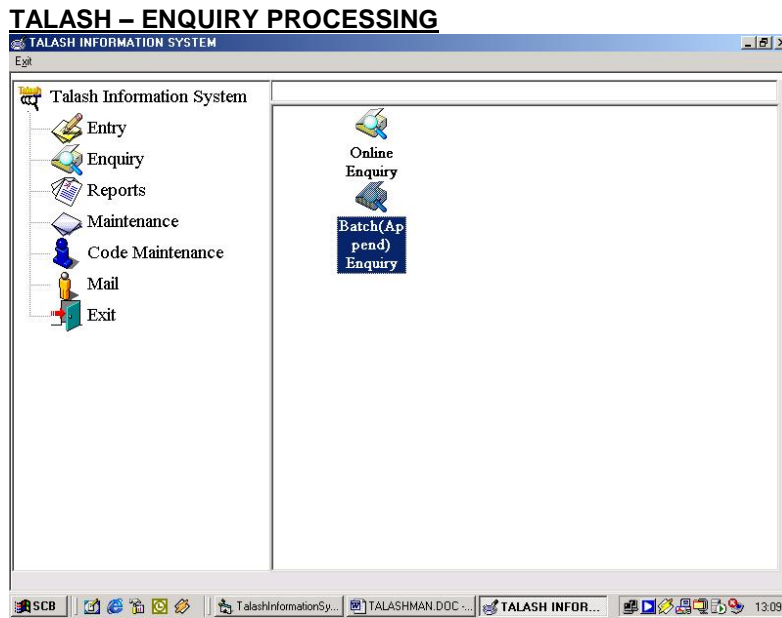 TALASH – ENQUIRY PROCESSING
TALASH INFORMATION SYSTEM
Exit
Talash Information System
Entry
Enquiry
Reports
Maintenance
Code Maintenance
Mail
Exit
Online
Enquiry
Batch(Ap
pend)
Enquiry
SCB
TalashInformationSy...
TALASHMAN.DOC -...
TALASH INFOR...
13:09